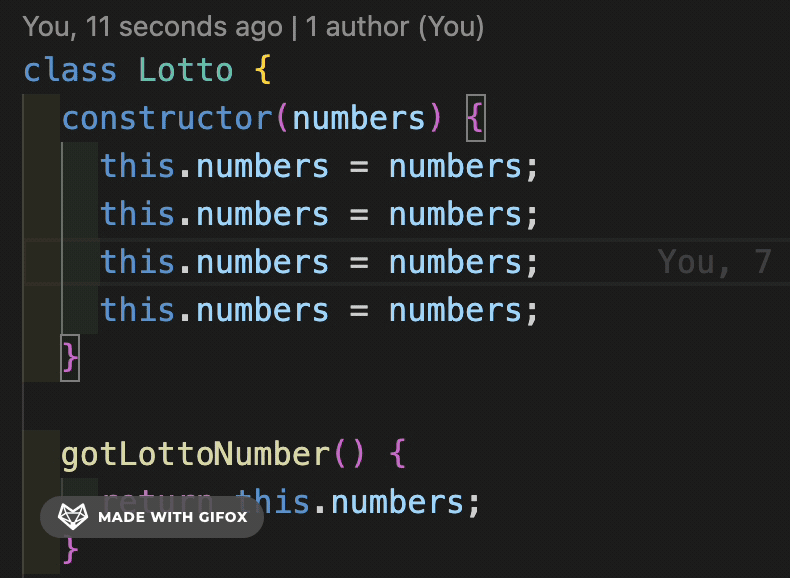 You, 11 seconds ago | 1 author (You)
class Lotto {
constructor(numbers) {
this.numbers = numbers;
this.numbers = numbers;
this.numbers = numbers; You, 7
this.numbers = numbers;
}
gotLottoNumber() {
return this.numbers;
MADE WITH GIFOX
}